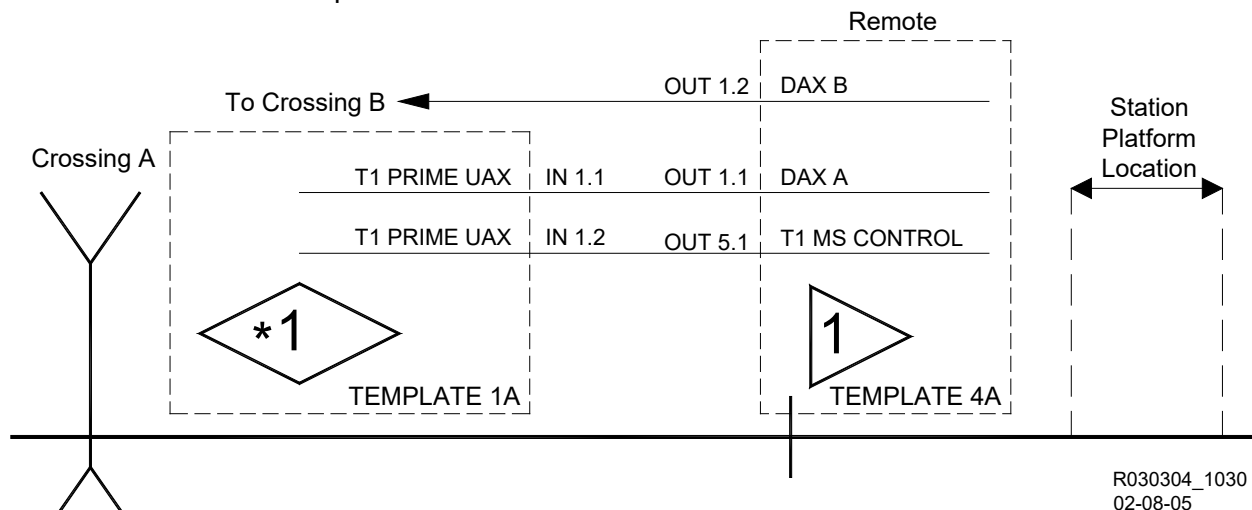 Remote
OUT 1.2 DAX B
To Crossing B
Station
Platform
Location
Crossing A
T1 PRIME UAX IN 1.1 OUT 1.1 DAX A
T1 PRIME UAX IN 1.2 OUT 5.1 T1 MS CONTROL
*1
1
TEMPLATE 1A
TEMPLATE 4A
R030304_1030
02-08-05